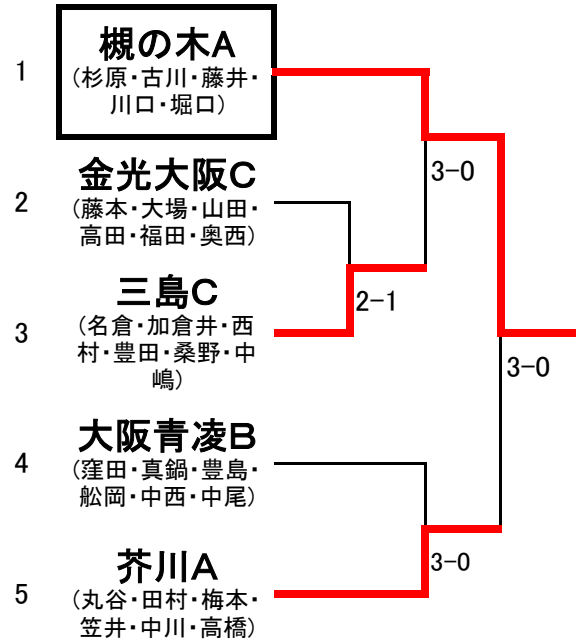 1
槻の木A
(杉原・古川・藤井・
川口・堀口)
3-0
2
金光大阪C
(藤本・大場・山田・
高田・福田・奥西)
3
三島C
(名倉・加倉井・西
村・豊田・桑野・中
嶋)
2-1
3-0
4
大阪青凌B
(窪田・真鍋・豊島・
舩岡・中西・中尾)
5
芥川A
(丸谷・田村・梅本・
笠井・中川・高橋)
3-0